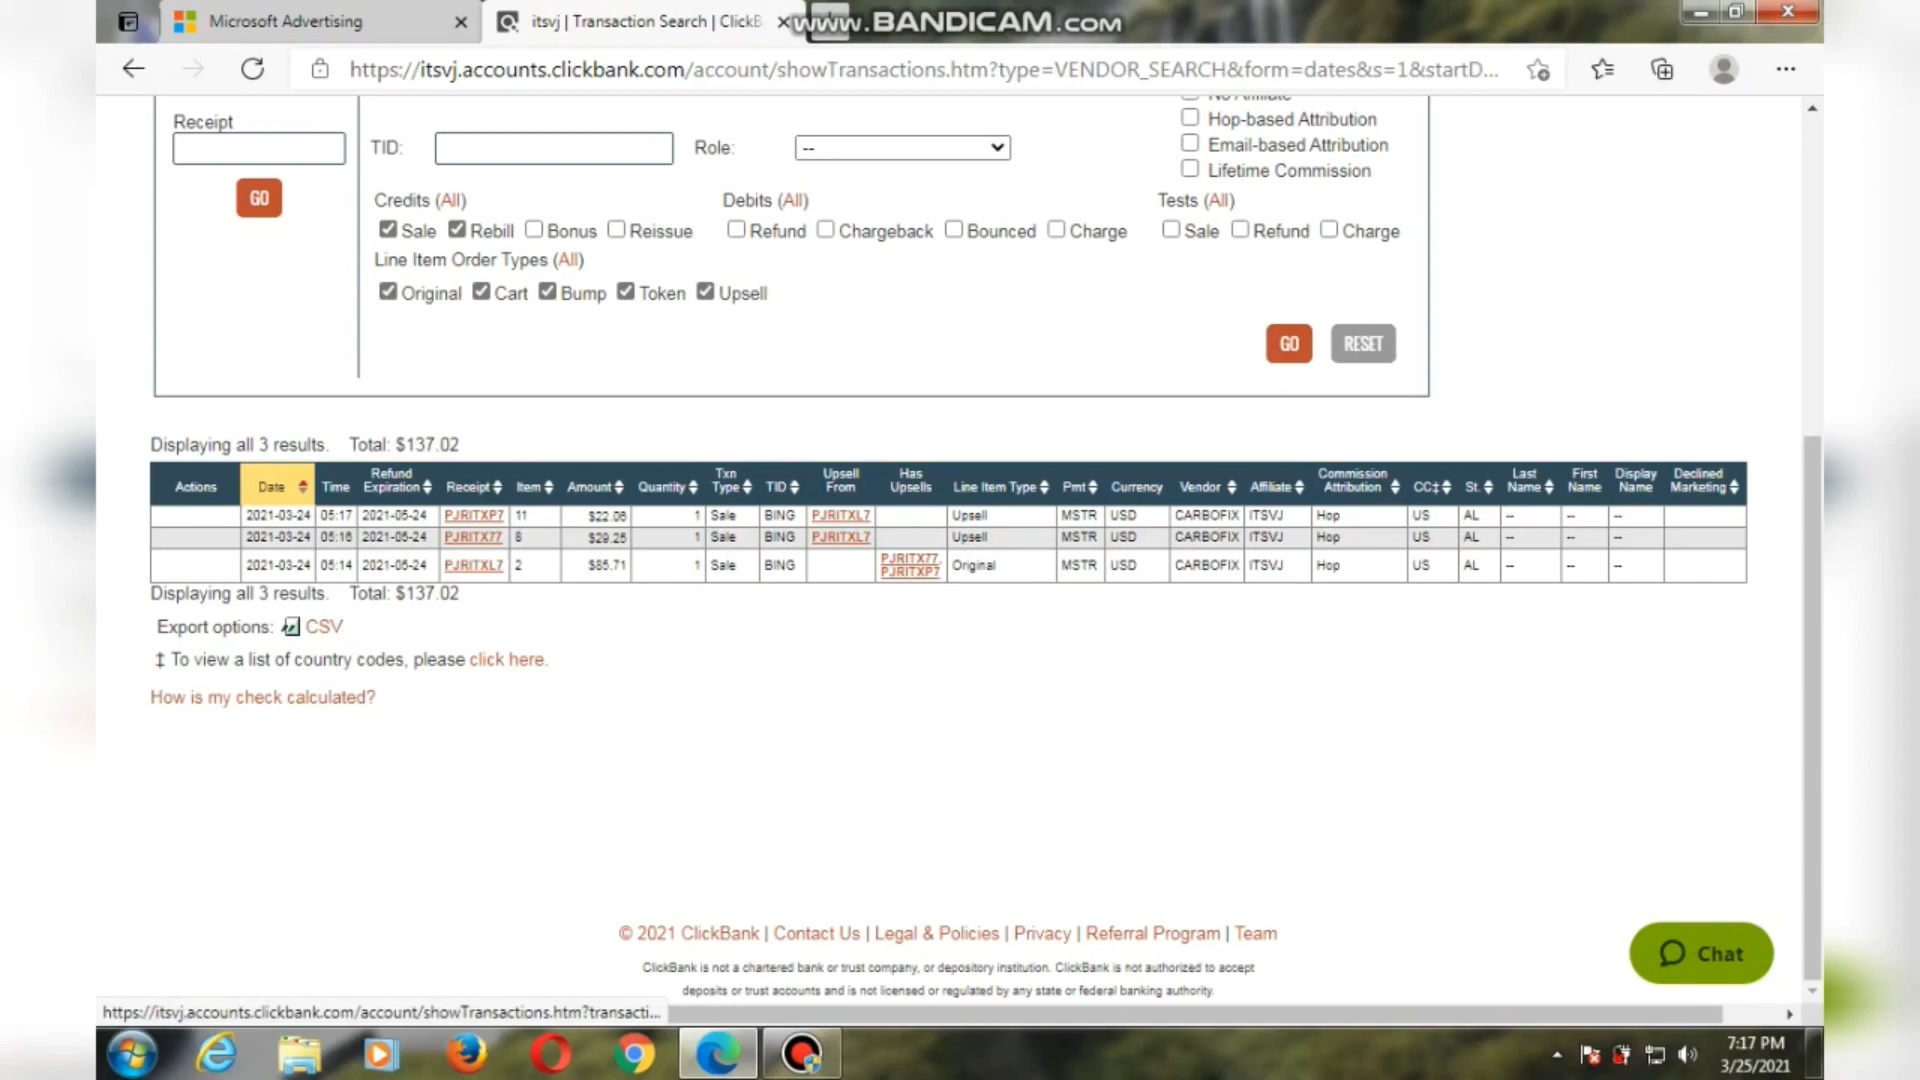 Microsoft Advertising
itsvj | Transaction Search | ClickB
www.BANDICAM.com
https://itsvj.accounts.clickbank.com/account/showTransactions.htm?type=VENDOR_SEARCH&form=dates&s=1&startD...
No Affiliate
Receipt
Hop-based Attribution
TID:
Role:
--
Email-based Attribution
Lifetime Commission
GO
Credits (All)
Debits (All)
Tests (All)
Sale Rebill Bonus Reissue
Refund Chargeback Bounced Charge
Sale Refund Charge
Line Item Order Types (All)
Original Cart Bump Token Upsell
GO RESET
Displaying all 3 results. Total: $137.02
Actions Date Time Refund Expiration Receipt Item Amount Quantity Txn Type TID Upsell From Has Upsells Line Item Type Pmt Currency Vendor Affiliate Commission Attribution CC‡ St. Last Name First Name Display Name Declined Marketing
2021-03-24 05:17 2021-05-24 PJRITXP7 11 $22.06 1 Sale BING PJRITXL7 Upsell MSTR USD CARBOFIX ITSVJ Hop US AL -- -- --
2021-03-24 05:16 2021-05-24 PJRITX77 8 $29.25 1 Sale BING PJRITXL7 Upsell MSTR USD CARBOFIX ITSVJ Hop US AL -- -- --
2021-03-24 05:14 2021-05-24 PJRITXL7 2 $85.71 1 Sale BING PJRITX77, PJRITXP7 Original MSTR USD CARBOFIX ITSVJ Hop US AL -- -- --
Displaying all 3 results. Total: $137.02
Export options: CSV
‡ To view a list of country codes, please click here.
How is my check calculated?
© 2021 ClickBank | Contact Us | Legal & Policies | Privacy | Referral Program | Team
Chat
ClickBank is not a chartered bank or trust company, or depository institution. ClickBank is not authorized to accept
deposits or trust accounts and is not licensed or regulated by any state or federal banking authority.
https://itsvj.accounts.clickbank.com/account/showTransactions.htm?transacti...
7:17 PM
3/25/2021